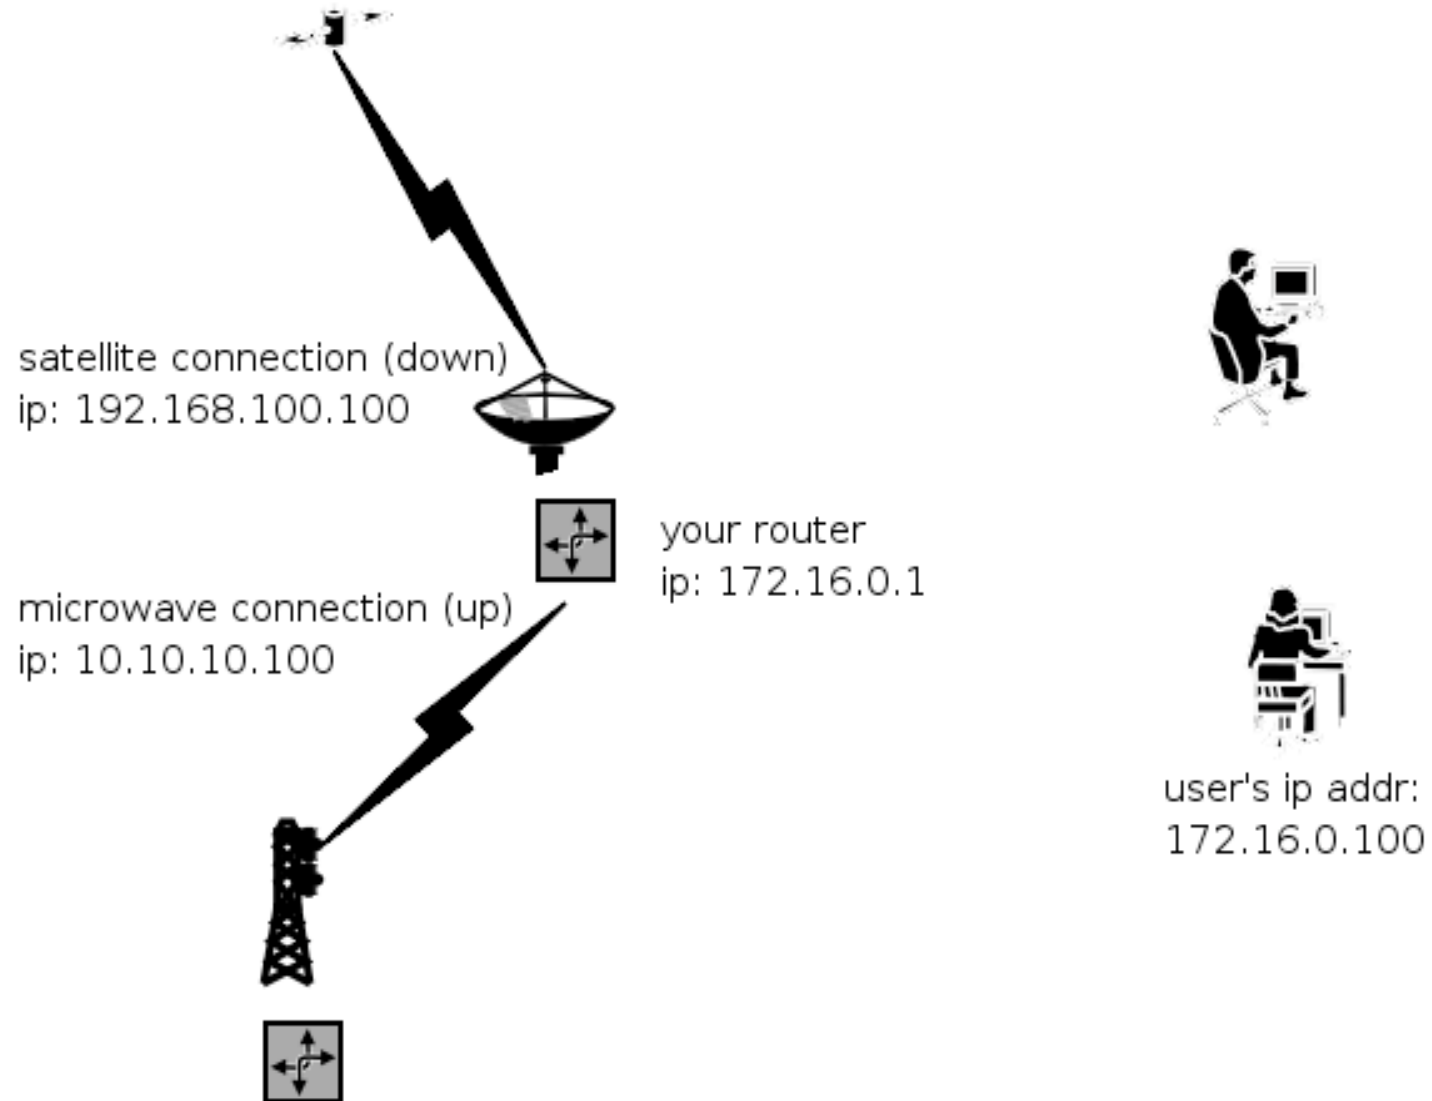 satellite connection (down)
ip: 192.168.100.100
your router
ip: 172.16.0.1
microwave connection (up)
ip: 10.10.10.100
user's ip addr:
172.16.0.100